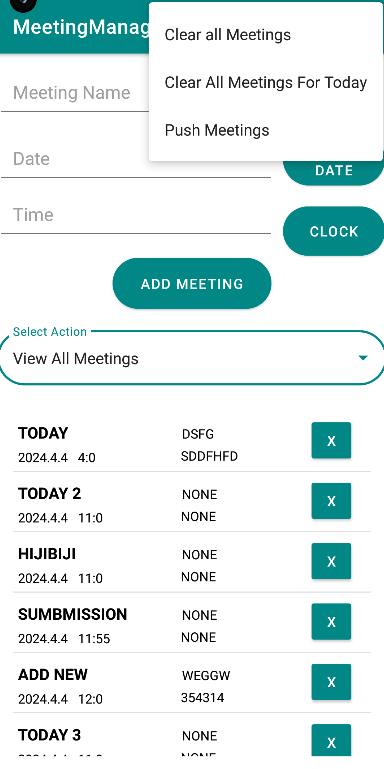 MeetingManag
Clear all Meetings
Clear All Meetings For Today
Push Meetings
Meeting Name
Date
DATE
Time
CLOCK
ADD MEETING
Select Action
View All Meetings
TODAY DSFG X
2024.4.4 4:0 SDDFHFD
TODAY 2 NONE X
2024.4.4 11:0 NONE
HIJIBIJI NONE X
2024.4.4 11:0 NONE
SUMBMISSION NONE X
2024.4.4 11:55 NONE
ADD NEW WEGGW X
2024.4.4 12:0 354314
TODAY 3 NONE X